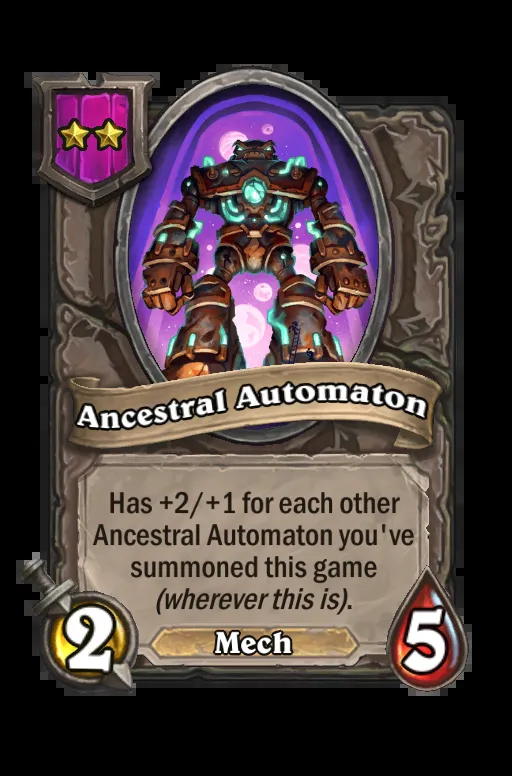 Ancestral Automaton
Has +2/+1 for each other
Ancestral Automaton you've
summoned this game
(wherever this is).
2
Mech
5